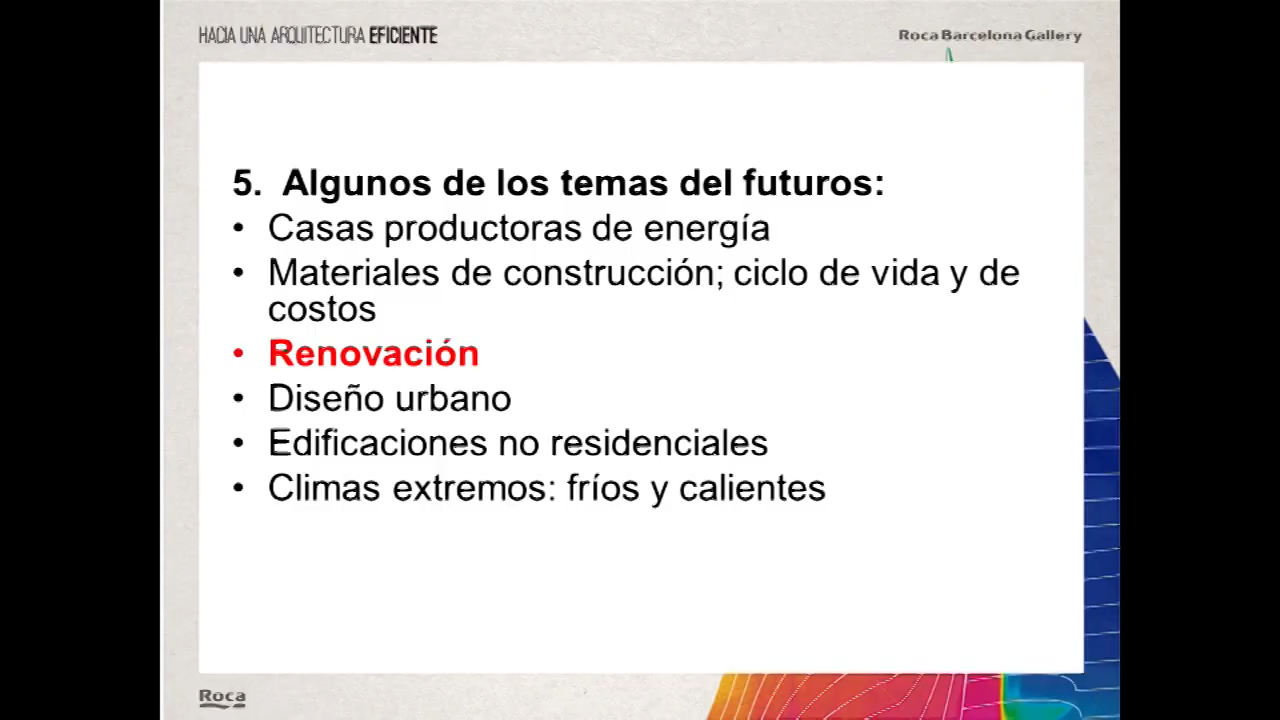 HACIA UNA ARQUITECTURA EFICIENTE
Roca Barcelona Gallery
5. Algunos de los temas del futuros:
• Casas productoras de energía
• Materiales de construcción; ciclo de vida y de
costos
• Renovación
• Diseño urbano
• Edificaciones no residenciales
• Climas extremos: fríos y calientes
Roca